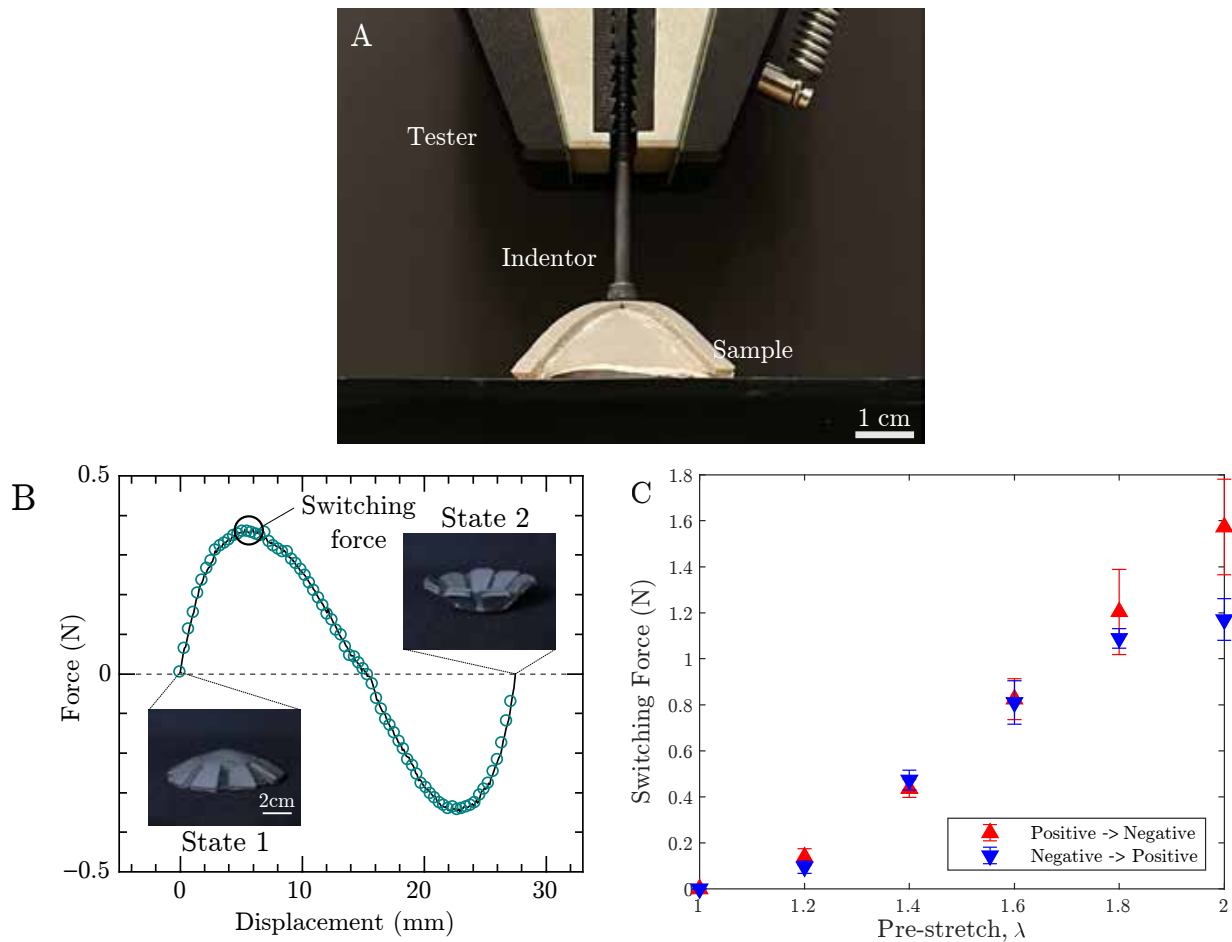 A
Tester
Indentor
Sample
1 cm
B
0.5
0
−0.5
Force (N)
0
10
20
30
Displacement (mm)
Switching
force
State 2
State 1
2cm
C
1.8
1.6
1.4
1.2
1
0.8
0.6
0.4
0.2
0
Switching Force (N)
1
1.2
1.4
1.6
1.8
2
Pre-stretch, λ
Positive -> Negative
Negative -> Positive